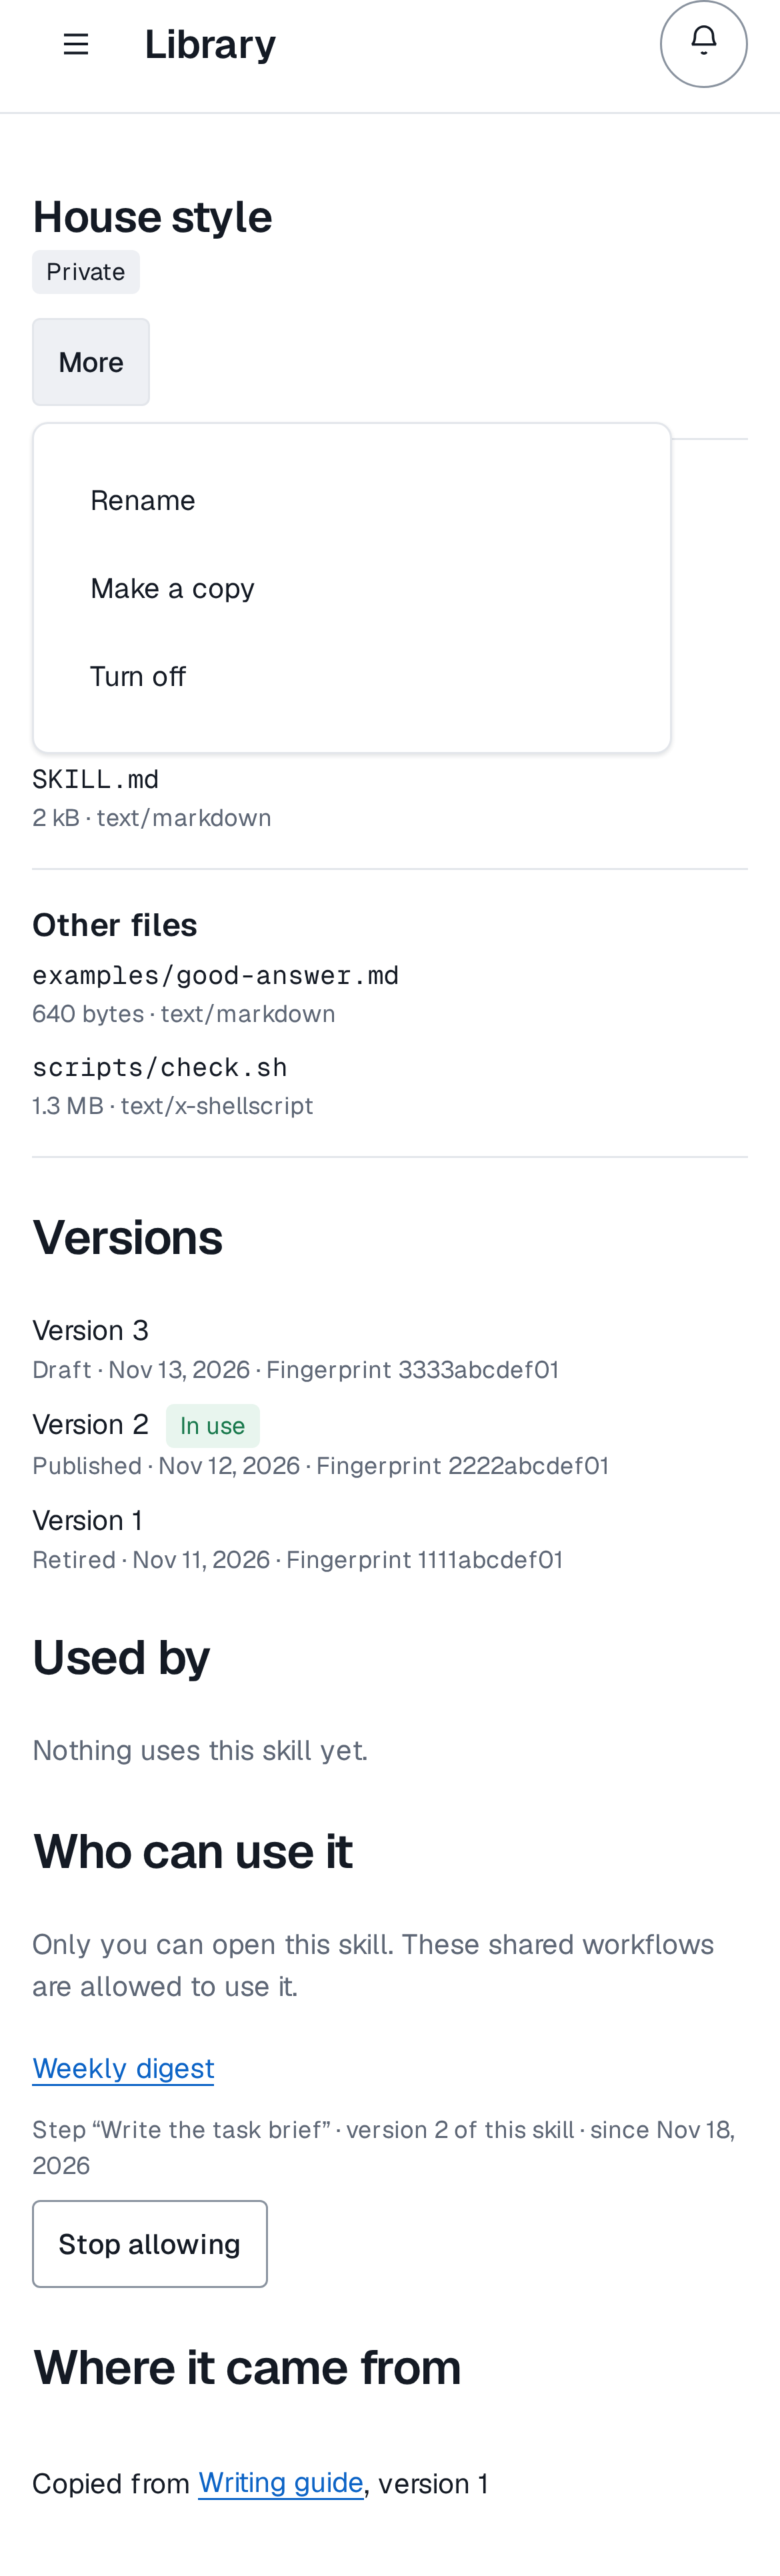 Library
House style
Private
More
Rename
Make a copy
Turn off
SKILL.md
2 kB · text/markdown
Other files
examples/good-answer.md
640 bytes · text/markdown
scripts/check.sh
1.3 MB · text/x-shellscript
Versions
Version 3
Draft · Nov 13, 2026 · Fingerprint 3333abcdef01
Version 2 In use
Published · Nov 12, 2026 · Fingerprint 2222abcdef01
Version 1
Retired · Nov 11, 2026 · Fingerprint 1111abcdef01
Used by
Nothing uses this skill yet.
Who can use it
Only you can open this skill. These shared workflows
are allowed to use it.
Weekly digest
Step “Write the task brief” · version 2 of this skill · since Nov 18,
2026
Stop allowing
Where it came from
Copied from Writing guide, version 1